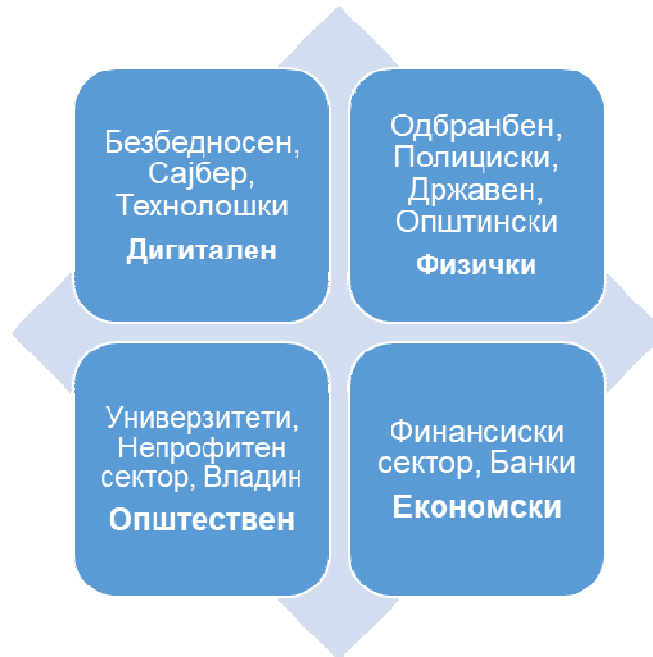 Безбедносен,
Сајбер,
Технолошки
Дигитален
Одбранбен,
Полициски,
Државен,
Општински
Физички
Универзитети,
Непрофитен
сектор, Владин
Општествен
Финансиски
сектор, Банки
Економски